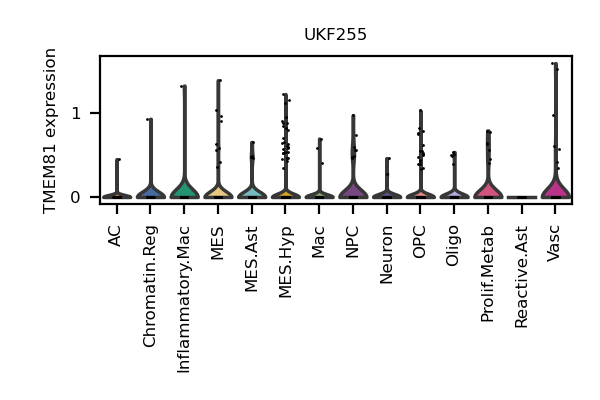 UKF255
TMEM81 expression
1
0
AC
Chromatin.Reg
Inflammatory.Mac
MES
MES.Ast
MES.Hyp
Mac
NPC
Neuron
OPC
Oligo
Prolif.Metab
Reactive.Ast
Vasc